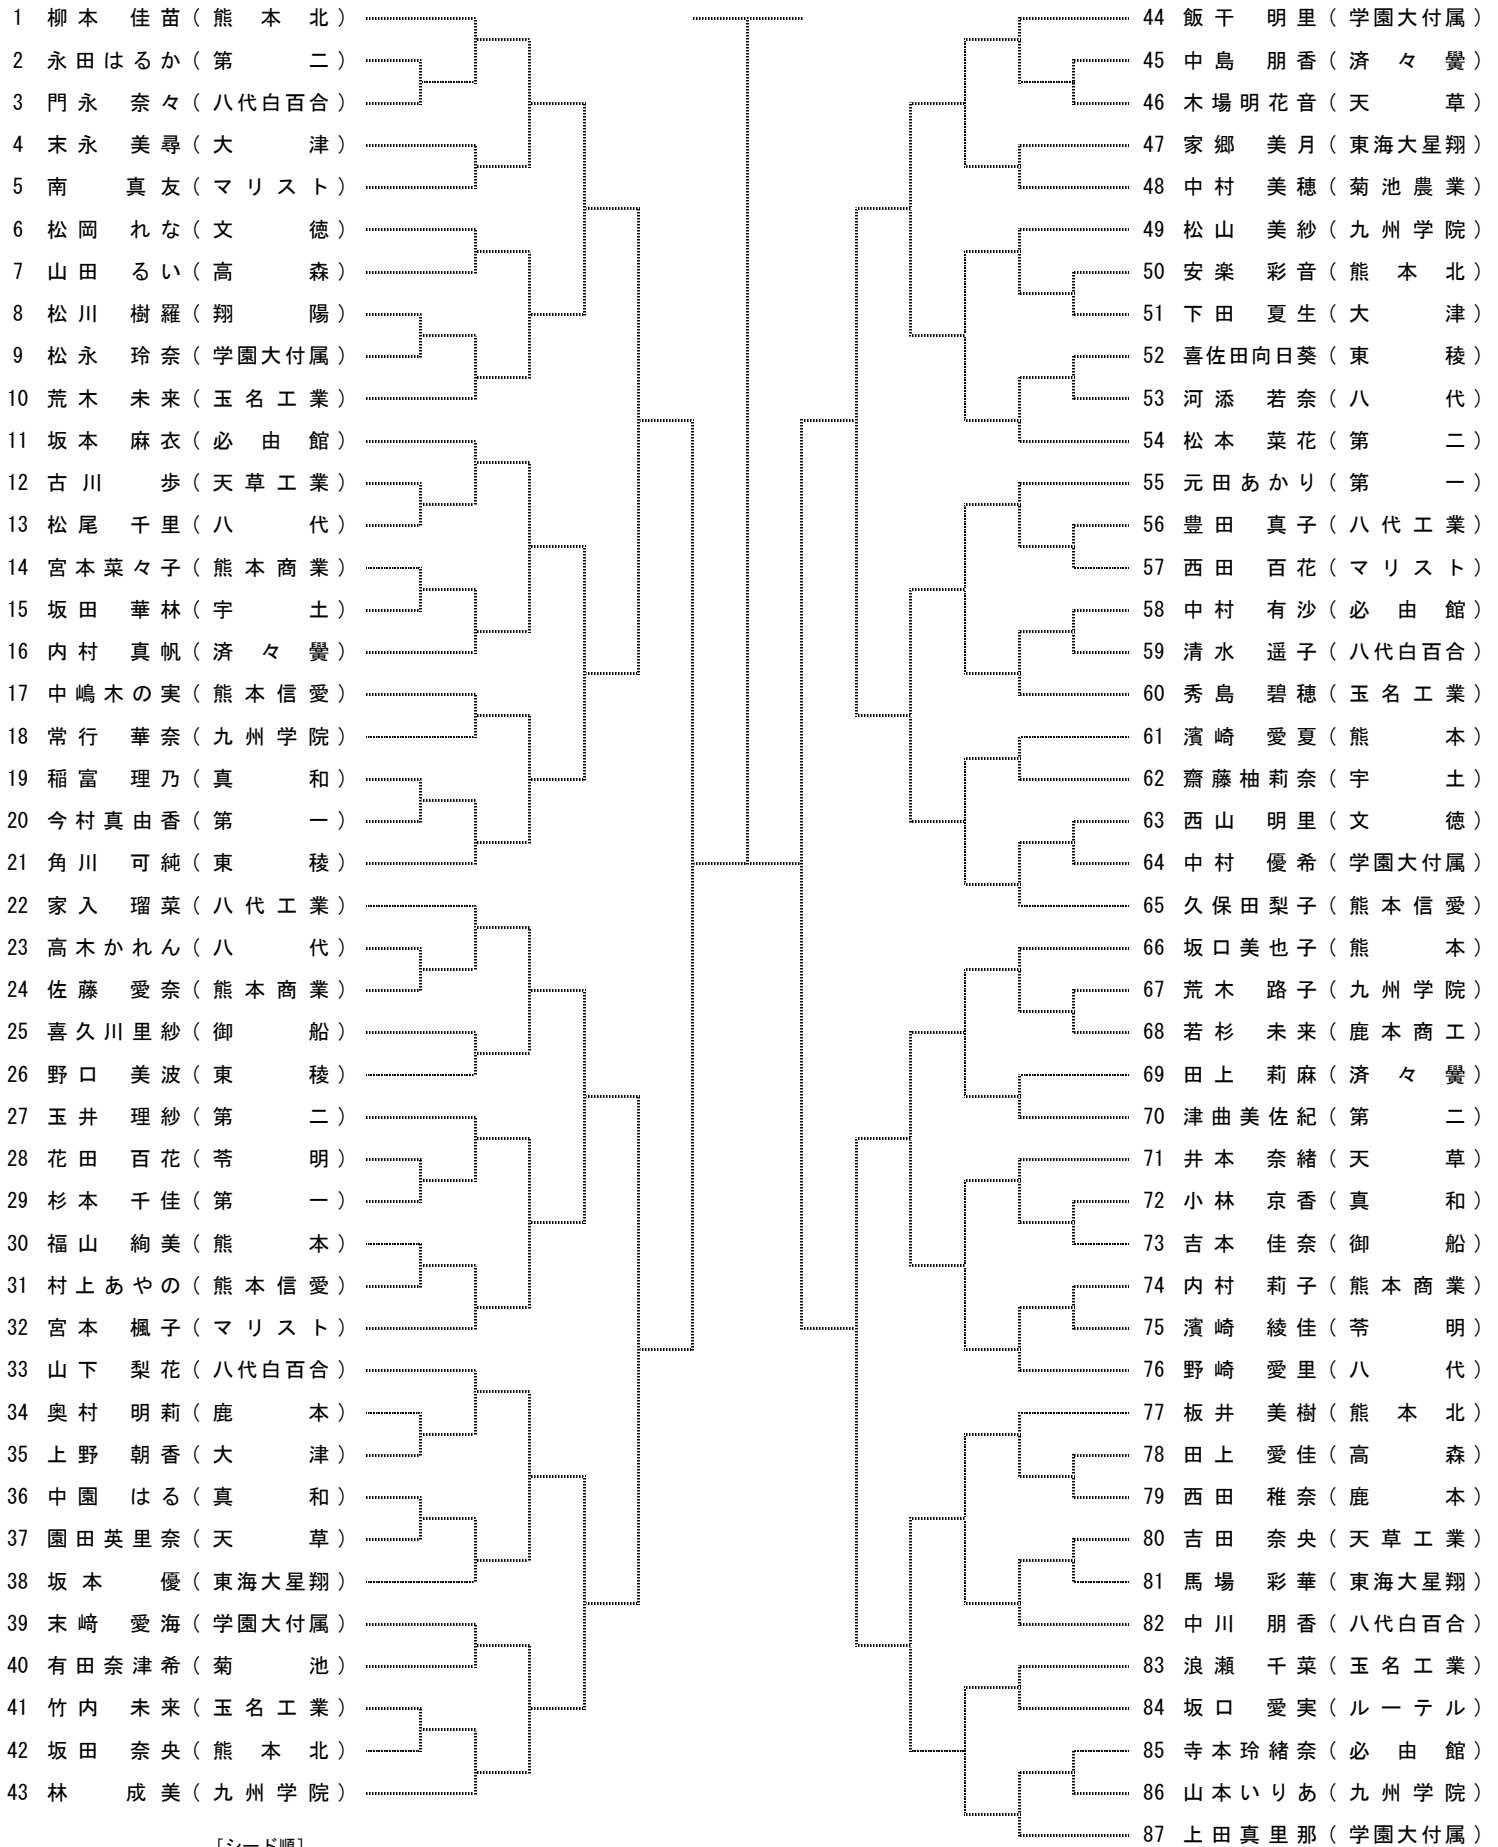 1 柳本 佳苗 ( 熊本北 )
2 永田はるか ( 第二 )
3 門永 奈々 ( 八代白百合 )
4 末永 美尋 ( 大津 )
5 南 真友 ( マリスト )
6 松岡 れな ( 文徳 )
7 山田 るい ( 高森 )
8 松川 樹羅 ( 翔陽 )
9 松永 玲奈 ( 学園大付属 )
10 荒木 未来 ( 玉名工業 )
11 坂本 麻衣 ( 必由館 )
12 古川 歩 ( 天草工業 )
13 松尾 千里 ( 八代 )
14 宮本菜々子 ( 熊本商業 )
15 坂田 華林 ( 宇土 )
16 内村 真帆 ( 済々黌 )
17 中嶋木の実 ( 熊本信愛 )
18 常行 華奈 ( 九州学院 )
19 稲富 理乃 ( 真和 )
20 今村真由香 ( 第一 )
21 角川 可純 ( 東稜 )
22 家入 瑠菜 ( 八代工業 )
23 高木かれん ( 八代 )
24 佐藤 愛奈 ( 熊本商業 )
25 喜久川里紗 ( 御船 )
26 野口 美波 ( 東稜 )
27 玉井 理紗 ( 第二 )
28 花田 百花 ( 苓明 )
29 杉本 千佳 ( 第一 )
30 福山 絢美 ( 熊本 )
31 村上あやの ( 熊本信愛 )
32 宮本 楓子 ( マリスト )
33 山下 梨花 ( 八代白百合 )
34 奥村 明莉 ( 鹿本 )
35 上野 朝香 ( 大津 )
36 中園 はる ( 真和 )
37 園田英里奈 ( 天草 )
38 坂本 優 ( 東海大星翔 )
39 末﨑 愛海 ( 学園大付属 )
40 有田奈津希 ( 菊池 )
41 竹内 未来 ( 玉名工業 )
42 坂田 奈央 ( 熊本北 )
43 林 成美 ( 九州学院 )
[シード順]
44 飯干 明里 ( 学園大付属 )
45 中島 朋香 ( 済々黌 )
46 木場明花音 ( 天草 )
47 家郷 美月 ( 東海大星翔 )
48 中村 美穂 ( 菊池農業 )
49 松山 美紗 ( 九州学院 )
50 安楽 彩音 ( 熊本北 )
51 下田 夏生 ( 大津 )
52 喜佐田向日葵 ( 東稜 )
53 河添 若奈 ( 八代 )
54 松本 菜花 ( 第二 )
55 元田あかり ( 第一 )
56 豊田 真子 ( 八代工業 )
57 西田 百花 ( マリスト )
58 中村 有沙 ( 必由館 )
59 清水 遥子 ( 八代白百合 )
60 秀島 碧穂 ( 玉名工業 )
61 濱崎 愛夏 ( 熊本 )
62 齋藤柚莉奈 ( 宇土 )
63 西山 明里 ( 文徳 )
64 中村 優希 ( 学園大付属 )
65 久保田梨子 ( 熊本信愛 )
66 坂口美也子 ( 熊本 )
67 荒木 路子 ( 九州学院 )
68 若杉 未来 ( 鹿本商工 )
69 田上 莉麻 ( 済々黌 )
70 津曲美佐紀 ( 第二 )
71 井本 奈緒 ( 天草 )
72 小林 京香 ( 真和 )
73 吉本 佳奈 ( 御船 )
74 内村 莉子 ( 熊本商業 )
75 濱崎 綾佳 ( 苓明 )
76 野崎 愛里 ( 八代 )
77 板井 美樹 ( 熊本北 )
78 田上 愛佳 ( 高森 )
79 西田 稚奈 ( 鹿本 )
80 吉田 奈央 ( 天草工業 )
81 馬場 彩華 ( 東海大星翔 )
82 中川 朋香 ( 八代白百合 )
83 浪瀬 千菜 ( 玉名工業 )
84 坂口 愛実 ( ルーテル )
85 寺本玲緒奈 ( 必由館 )
86 山本いりあ ( 九州学院 )
87 上田真里那 ( 学園大付属 )